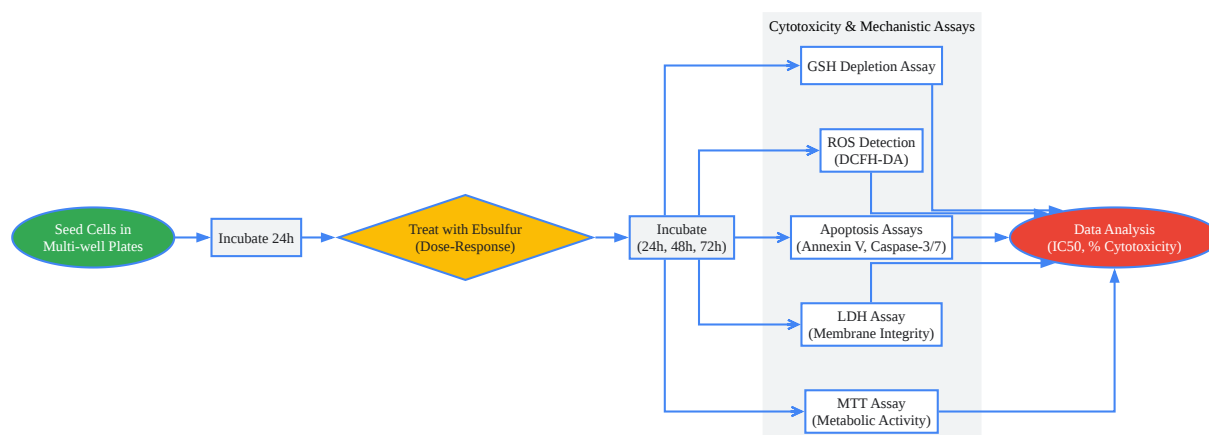 Cytotoxicity & Mechanistic Assays
GSH Depletion Assay
ROS Detection
(DCFH-DA)
Seed Cells in
Multi-well Plates
Incubate 24h
Treat with Ebsulfur
(Dose-Response)
Incubate
(24h, 48h, 72h)
Apoptosis Assays
(Annexin V, Caspase-3/7)
Data Analysis
(IC50, % Cytotoxicity)
LDH Assay
(Membrane Integrity)
MTT Assay
(Metabolic Activity)